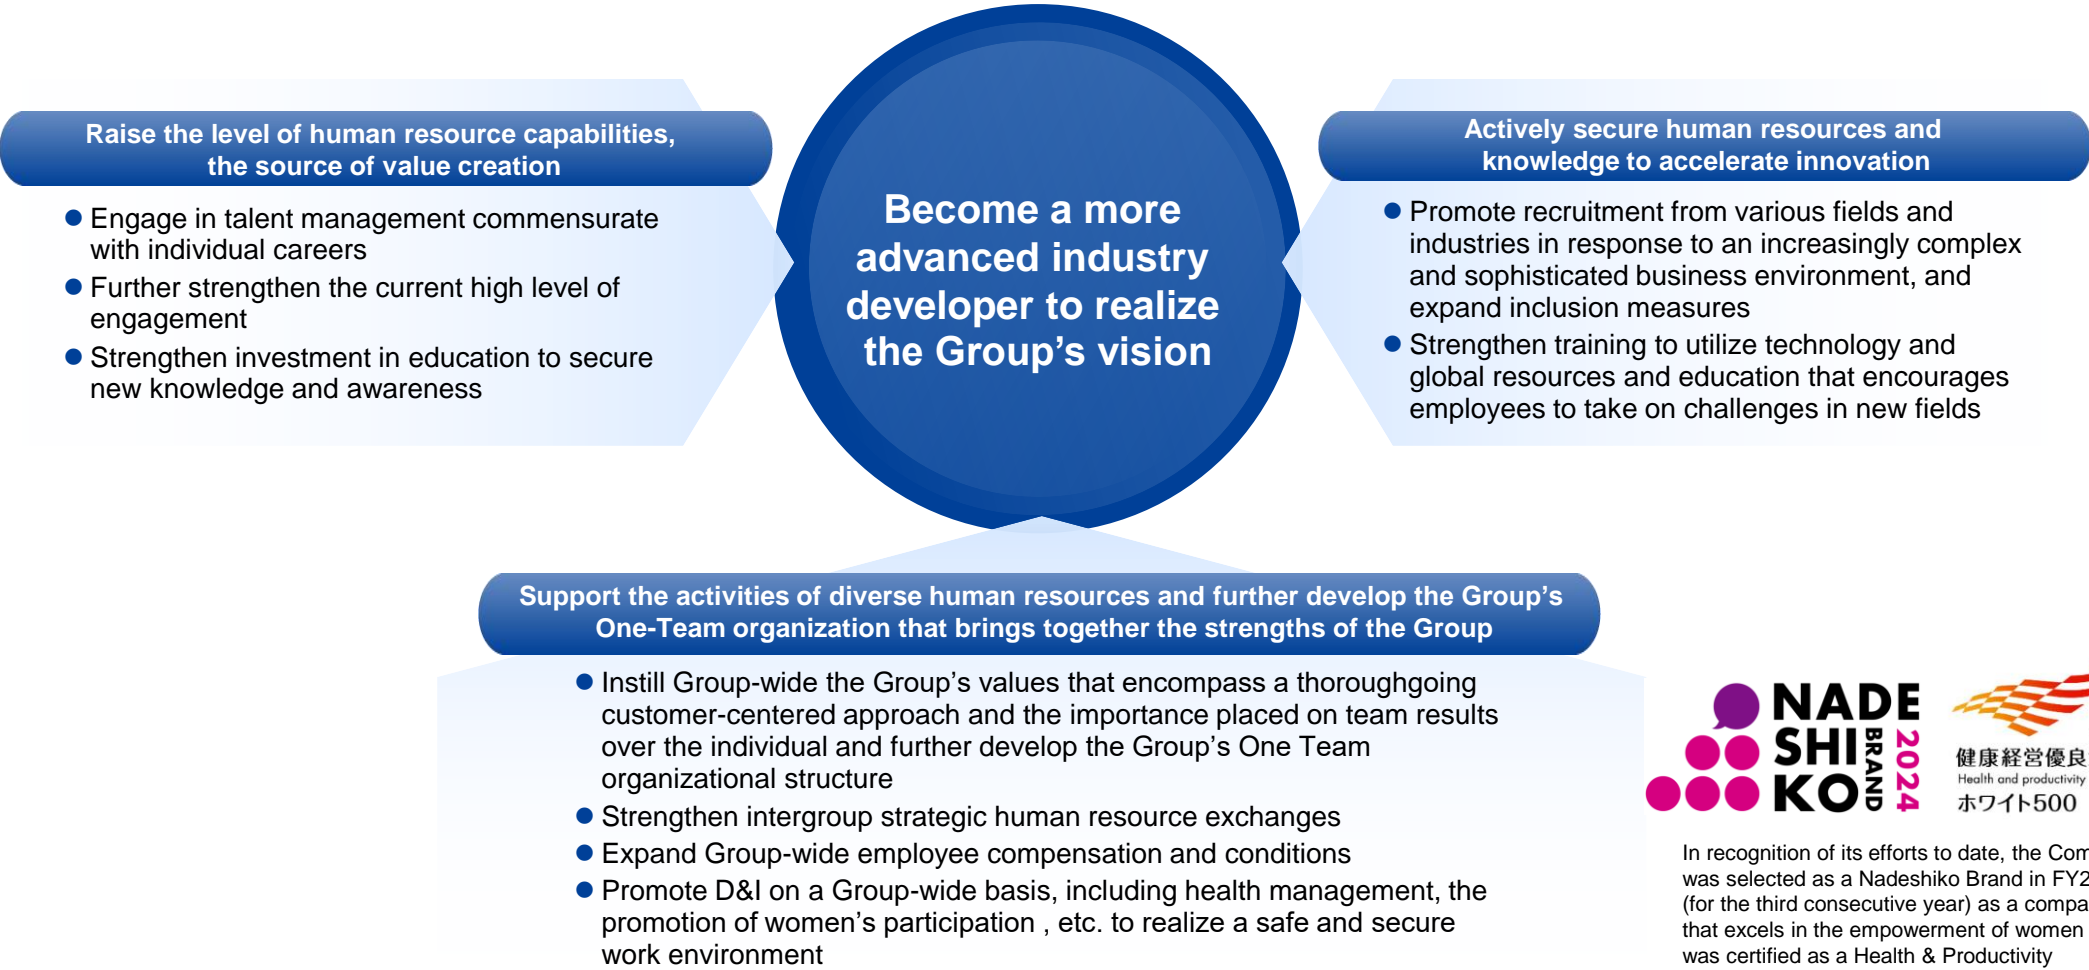 Raise the level of human resource capabilities,
the source of value creation
● Engage in talent management commensurate
with individual careers
● Further strengthen the current high level of
engagement
● Strengthen investment in education to secure
new knowledge and awareness
Become a more
advanced industry
developer to realize
the Group’s vision
Actively secure human resources and
knowledge to accelerate innovation
● Promote recruitment from various fields and
industries in response to an increasingly complex
and sophisticated business environment, and
expand inclusion measures
● Strengthen training to utilize technology and
global resources and education that encourages
employees to take on challenges in new fields
Support the activities of diverse human resources and further develop the Group’s
One-Team organization that brings together the strengths of the Group
● Instill Group-wide the Group’s values that encompass a thoroughgoing
customer-centered approach and the importance placed on team results
over the individual and further develop the Group’s One Team
organizational structure
● Strengthen intergroup strategic human resource exchanges
● Expand Group-wide employee compensation and conditions
● Promote D&I on a Group-wide basis, including health management, the
promotion of women’s participation , etc. to realize a safe and secure
work environment
NADE
SHI
KO
BRAND
2024
健康経営優良
Health and productivity
ホワイト500
In recognition of its efforts to date, the
was selected as a Nadeshiko Brand in
(for the third consecutive year) as a
that excels in the empowerment of women
was certified as a Health & Productivity